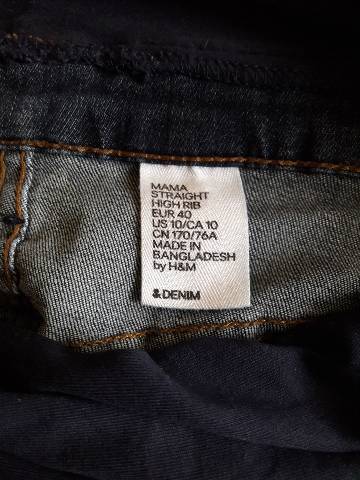 MAMA
STRAIGHT
HIGH RIB
EUR 40
US 10/CA 10
CN 170/76A
MADE IN
BANGLADESH
by H&M
&DENIM